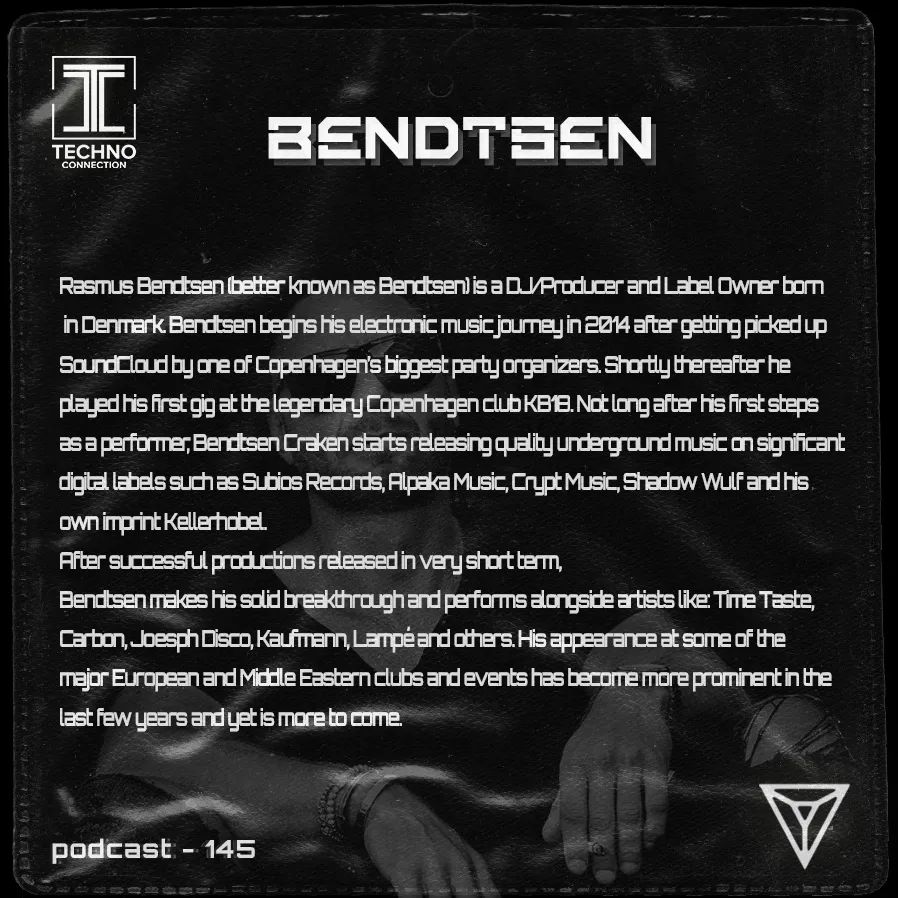 TECHNO
CONNECTION
BENDTSEN
Rasmus Bendtsen (better known as Bendtsen) is a DJ/Producer and Label Owner born
in Denmark. Bendtsen begins his electronic music journey in 2014 after getting picked up
SoundCloud by one of Copenhagen's biggest party organizers. Shortly thereafter he
played his first gig at the legendary Copenhagen club KB18. Not long after his first steps
as a performer, Bendtsen Craken starts releasing quality underground music on significant
digital labels such as Subios Records, Alpaka Music, Crypt Music, Shadow Wulf and his
own imprint Kellerhobel.
After successful productions released in very short term,
Bendtsen makes his solid breakthrough and performs alongside artists like: Time Taste,
Carbon, Joesph Disco, Kaufmann, Lampé and others. His appearance at some of the
major European and Middle Eastern clubs and events has become more prominent in the
last few years and yet is more to come.
podcast - 145